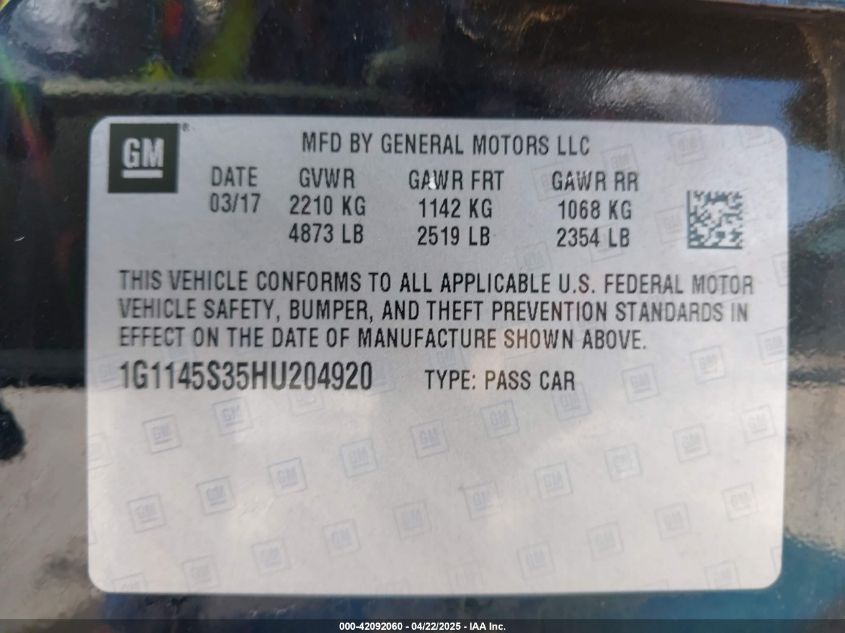 GM®
MFD BY GENERAL MOTORS LLC
DATE GVWR GAWR FRT GAWR RR
03/17 2210 KG 1142 KG 1068 KG
4873 LB 2519 LB 2354 LB
THIS VEHICLE CONFORMS TO ALL APPLICABLE U.S. FEDERAL MOTOR
VEHICLE SAFETY, BUMPER, AND THEFT PREVENTION STANDARDS IN
EFFECT ON THE DATE OF MANUFACTURE SHOWN ABOVE.
1G1145S35HU204920 TYPE: PASS CAR
000-42092060 - 04/22/2025 - IAA Inc.